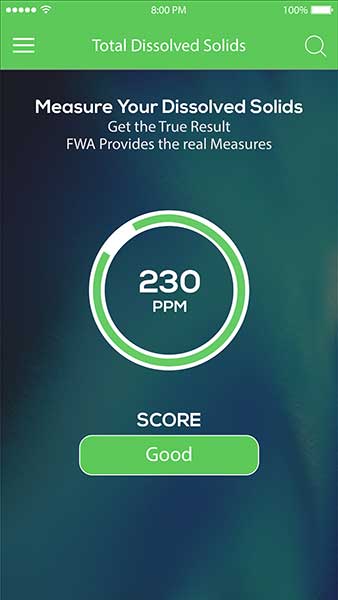 8:00 PM
100%
Total Dissolved Solids
Measure Your Dissolved Solids
Get the True Result
FWA Provides the real Measures
230
PPM
SCORE
Good